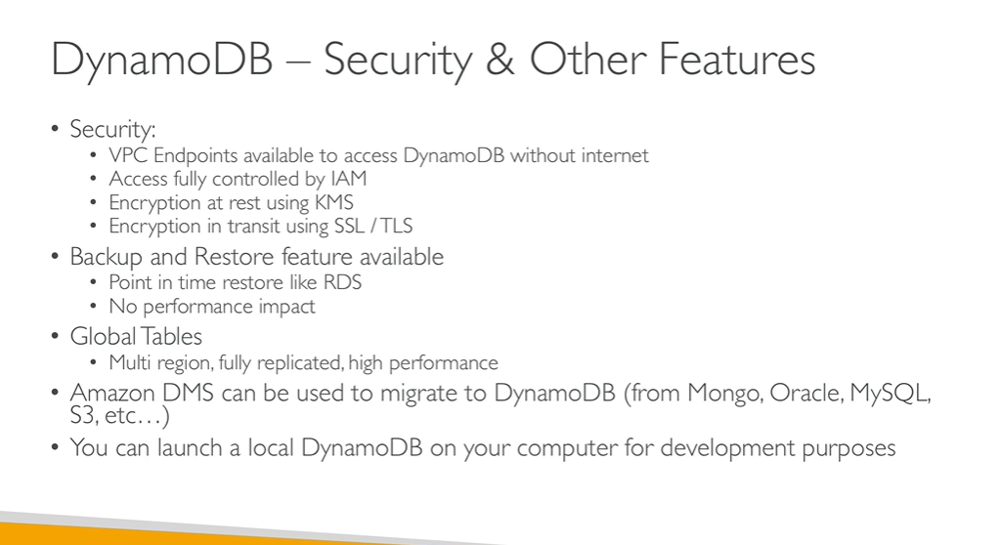 DynamoDB – Security & Other Features
• Security:
• VPC Endpoints available to access DynamoDB without internet
• Access fully controlled by IAM
• Encryption at rest using KMS
• Encryption in transit using SSL / TLS
• Backup and Restore feature available
• Point in time restore like RDS
• No performance impact
• Global Tables
• Multi region, fully replicated, high performance
• Amazon DMS can be used to migrate to DynamoDB (from Mongo, Oracle, MySQL,
S3, etc…)
• You can launch a local DynamoDB on your computer for development purposes